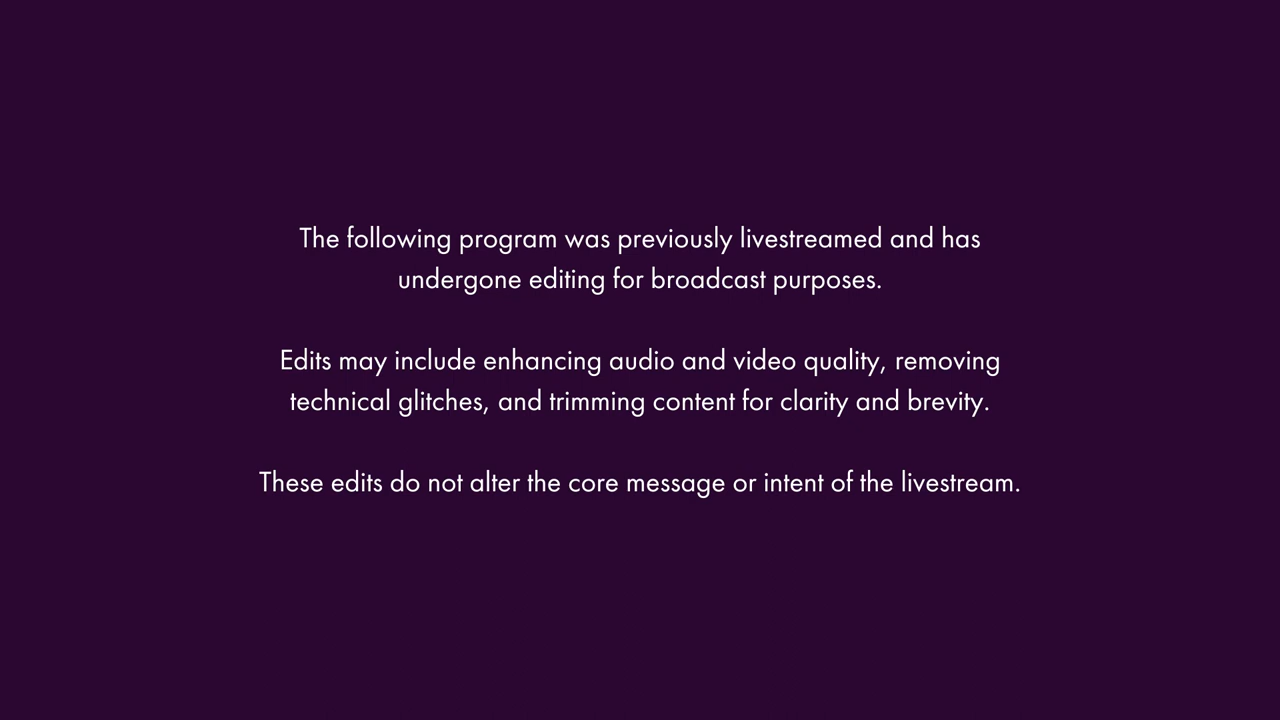 The following program was previously livestreamed and has
undergone editing for broadcast purposes.
Edits may include enhancing audio and video quality, removing
technical glitches, and trimming content for clarity and brevity.
These edits do not alter the core message or intent of the livestream.